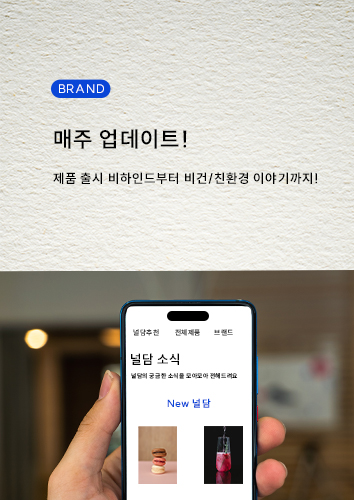 BRAND
매주 업데이트!
제품 출시 비하인드부터 비건/친환경 이야기까지!
널담추천 전체제품 브랜드
널담 소식
널담의 궁금한 소식을 모아모아 전해드려요
New 널담